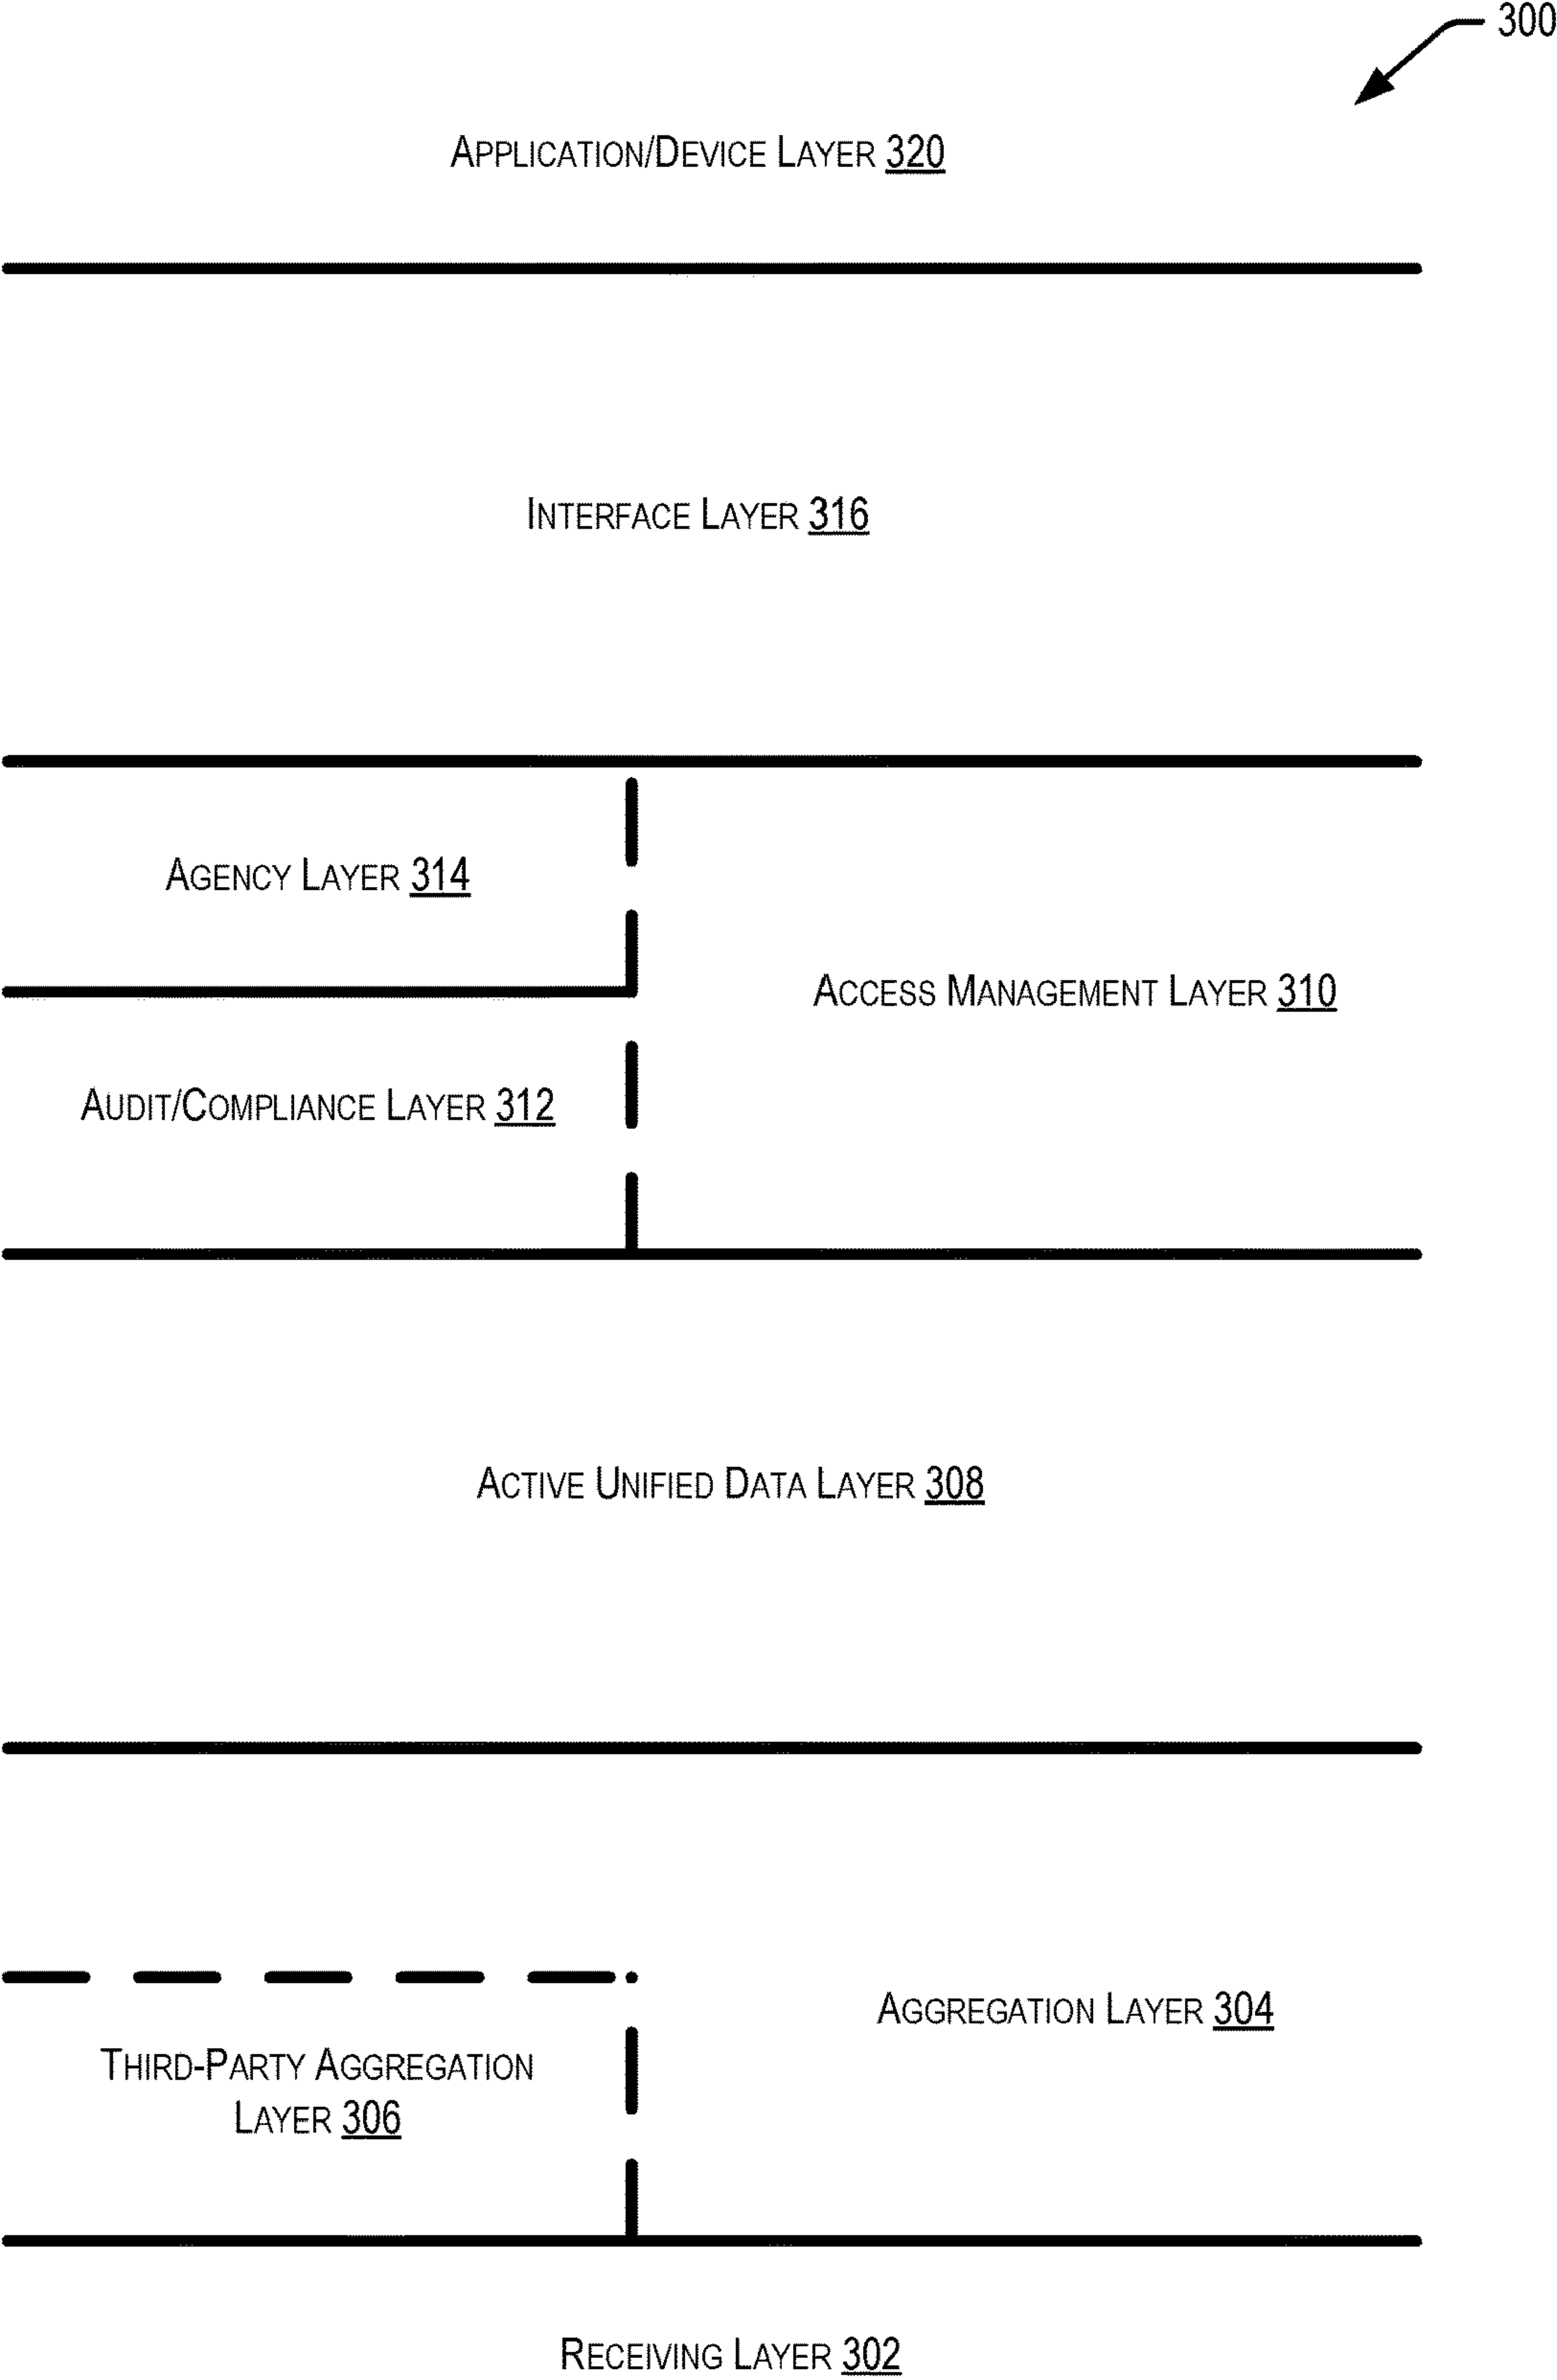 300
Application/Device Layer 320
Interface Layer 316
Agency Layer 314
Access Management Layer 310
Audit/Compliance Layer 312
Active Unified Data Layer 308
Aggregation Layer 304
Third-Party Aggregation
Layer 306
Receiving Layer 302